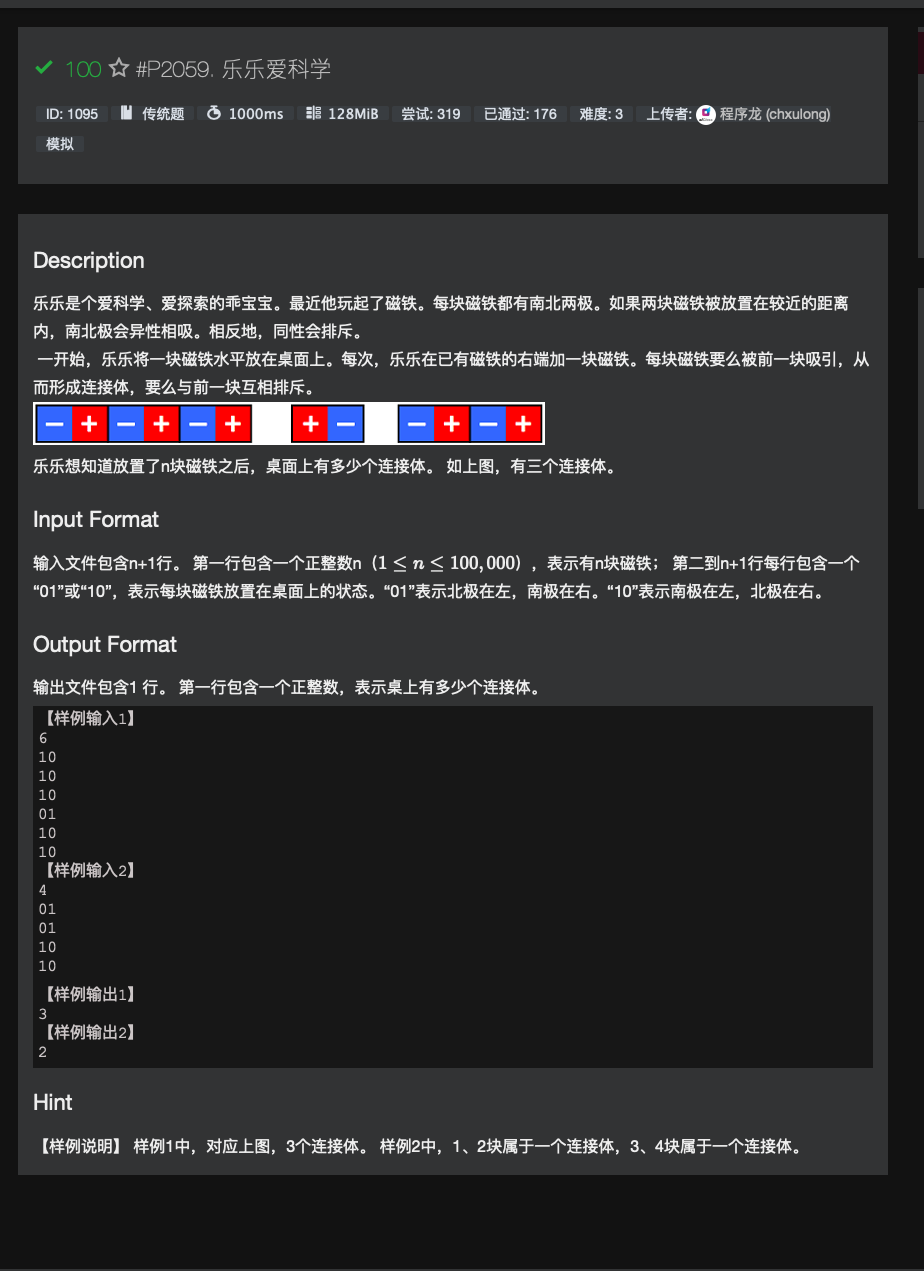 100 #P2059. 乐乐爱科学
ID: 1095 传统题 1000ms 128MiB 尝试: 319 已通过: 176 难度: 3 上传者: 程序龙 (chxulong)
模拟
Description
乐乐是个爱科学、爱探索的乖宝宝。最近他玩起了磁铁。每块磁铁都有南北两极。如果两块磁铁被放置在较近的距离
内，南北极会异性相吸。相反地，同性会排斥。
一开始，乐乐将一块磁铁水平放在桌面上。每次，乐乐在已有磁铁的右端加一块磁铁。每块磁铁要么被前一块吸引，从
而形成连接体，要么与前一块互相排斥。
− + − + − + + − − + − +
乐乐想知道放置了n块磁铁之后，桌面上有多少个连接体。 如上图，有三个连接体。
Input Format
输入文件包含n+1行。 第一行包含一个正整数n（1 ≤ n ≤ 100,000），表示有n块磁铁； 第二到n+1行每行包含一个
“01”或“10”，表示每块磁铁放置在桌面上的状态。“01”表示北极在左，南极在右。“10”表示南极在左，北极在右。
Output Format
输出文件包含1 行。 第一行包含一个正整数，表示桌上有多少个连接体。
【样例输入1】
6
10
10
10
01
10
10
【样例输入2】
4
01
01
10
10
【样例输出1】
3
【样例输出2】
2
Hint
【样例说明】 样例1中，对应上图，3个连接体。 样例2中，1、2块属于一个连接体，3、4块属于一个连接体。